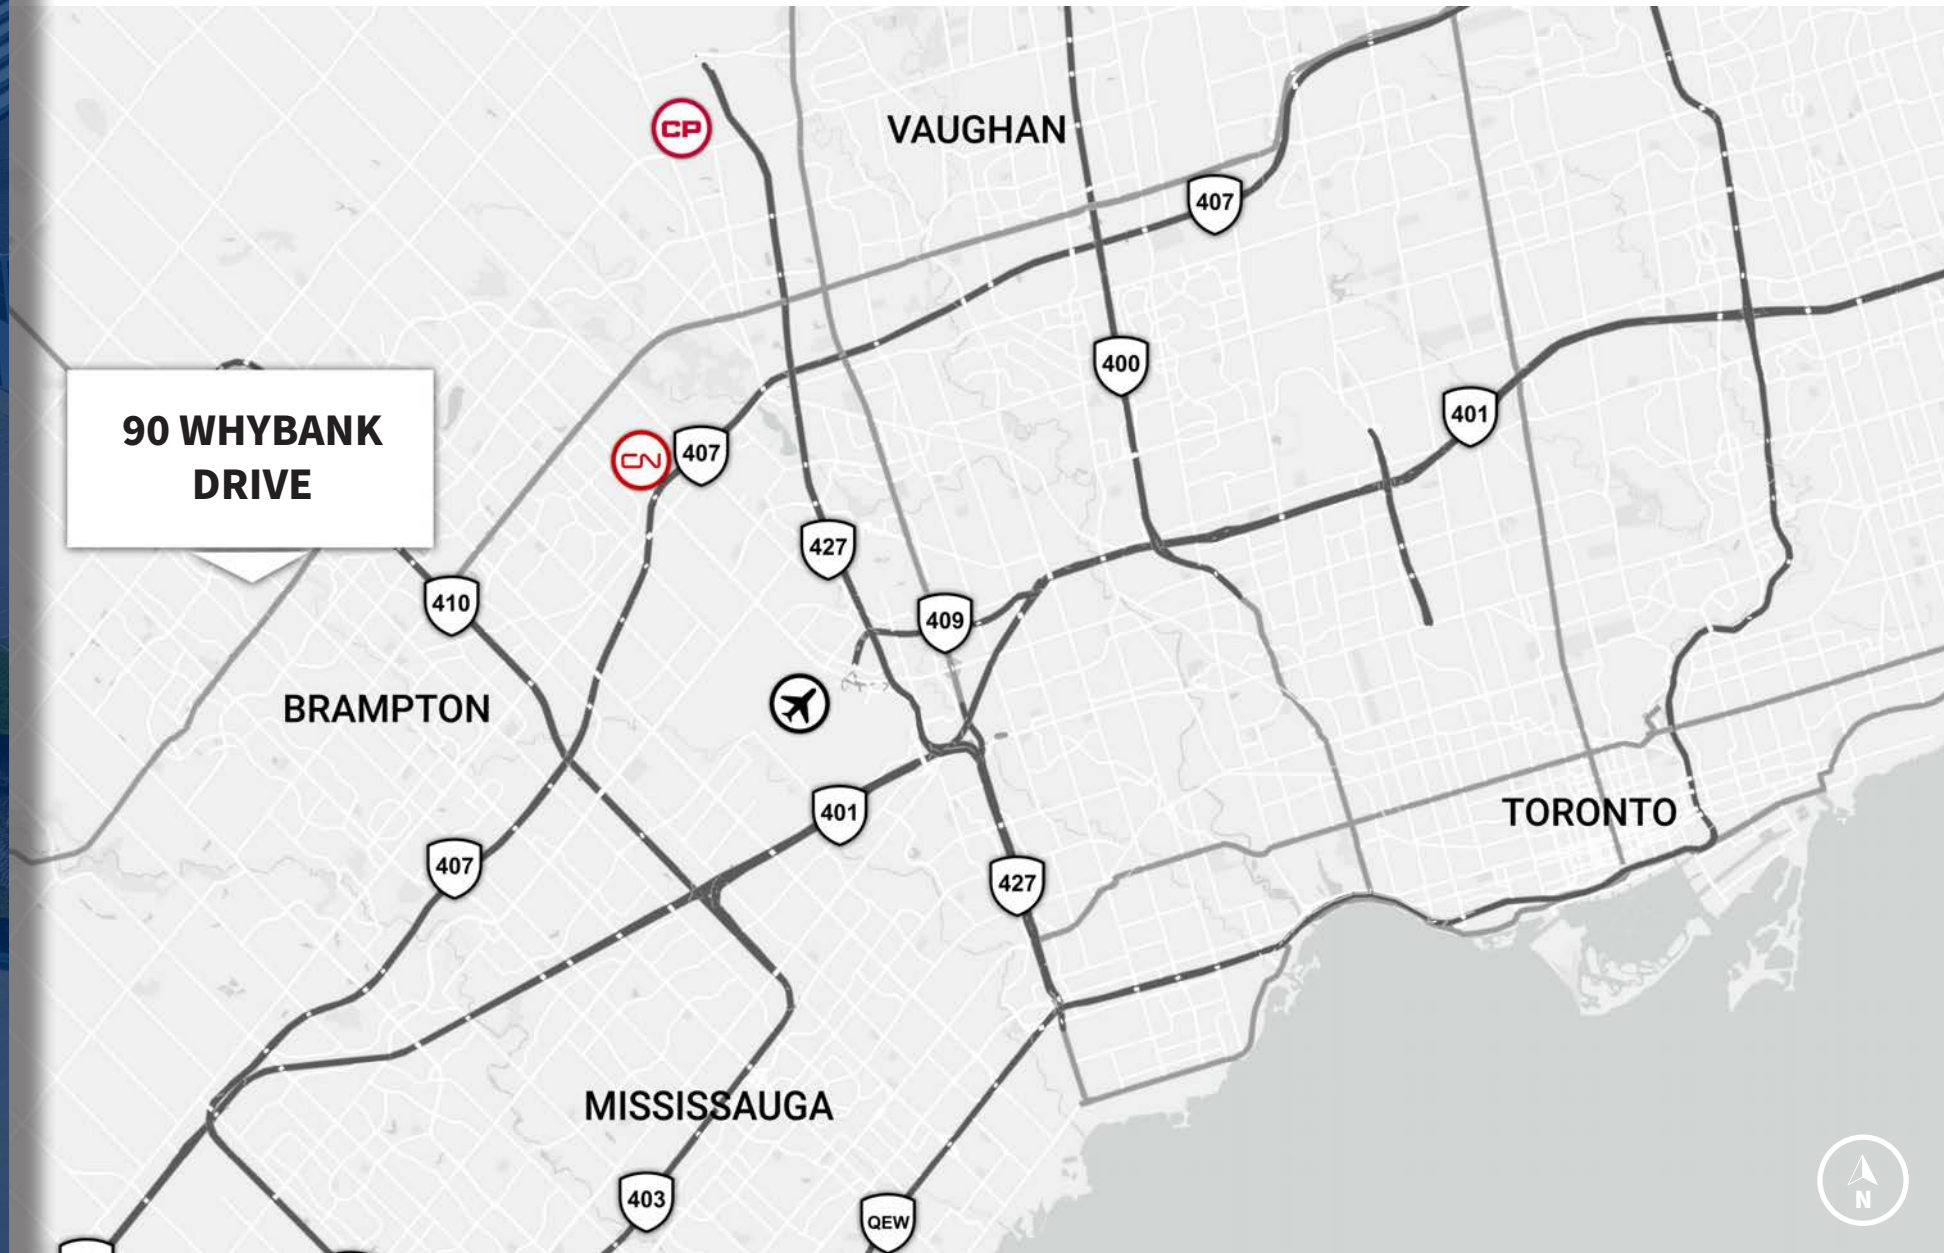 CP
VAUGHAN
407
400
401
90 WHYBANK
DRIVE
CN
407
427
410
409
BRAMPTON
401
TORONTO
407
427
MISSISSAUGA
403
QEW
N